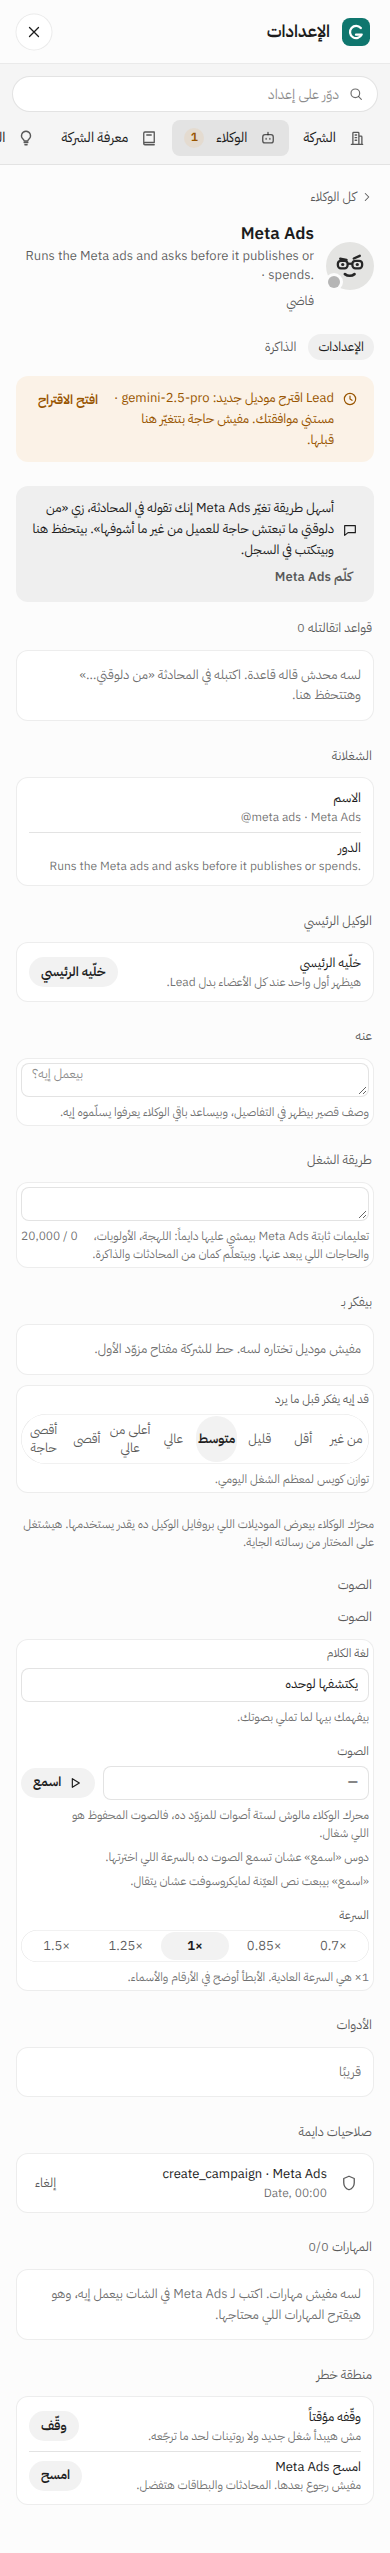 الإعدادات
دوّر على إعداد
الشركة
الوكلاء 1
معرفة الشركة
كل الوكلاء
Meta Ads
Runs the Meta ads and asks before it publishes or spends. ·
فاضي
الإعدادات
الذاكرة
Lead اقترح موديل جديد: gemini-2.5-pro ·
مستني موافقتك. مفيش حاجة بتتغيّر هنا
قبلها.
افتح الاقتراح
أسهل طريقة تغيّر Meta Ads إنك تقوله في المحادثة، زي «من
دلوقتي ما تبعتش حاجة للعميل من غير ما أشوفها». بيتحفظ هنا
وبيتكتب في السجل.
كلّم Meta Ads
قواعد اتقالتله 0
لسه محدش قاله قاعدة. اكتبله في المحادثة «من دلوقتي...»
وهتتحفظ هنا.
الشغلانة
الاسم
@meta ads · Meta Ads
الدور
Runs the Meta ads and asks before it publishes or spends.
الوكيل الرئيسي
خلّيه الرئيسي
هيظهر أول واحد عند كل الأعضاء بدل Lead.
خلّيه الرئيسي
عنه
بيعمل إيه؟
وصف قصير بيظهر في التفاصيل، وبيساعد باقي الوكلاء يعرفوا يسلّموه إيه.
طريقة الشغل
تعليمات ثابتة Meta Ads بيمشي عليها دايماً: اللهجة، الأولويات،
والحاجات اللي يبعد عنها. وبيتعلّم كمان من المحادثات والذاكرة.
20,000 / 0
بيفكر بـ
مفيش موديل تختاره لسه. حط للشركة مفتاح مزوّد الأول.
قد إيه يفكر قبل ما يرد
من غير
أقل
قليل
متوسط
عالي
أعلى من عالي
أقصى
أقصى حاجة
توازن كويس لمعظم الشغل اليومي.
محرّك الوكلاء بيعرض الموديلات اللي بروفايل الوكيل ده يقدر يستخدمها. هيشتغل
على المختار من رسالته الجاية.
الصوت
الصوت
لغة الكلام
يكتشفها لوحده
بيفهمك بيها لما تملي بصوتك.
الصوت
—
اسمع
محرك الوكلاء مالوش لستة أصوات للمزوّد ده، فالصوت المحفوظ هو
اللي شغال.
دوس «اسمع» عشان تسمع الصوت ده بالسرعة اللي اخترتها.
«اسمع» بيبعت نص العيّنة لمايكروسوفت عشان يتقال.
السرعة
0.7×
0.85×
1×
1.25×
1.5×
1× هي السرعة العادية. الأبطأ أوضح في الأرقام والأسماء.
الأدوات
قريبًا
صلاحيات دايمة
create_campaign · Meta Ads
Date, 00:00
إلغاء
المهارات 0/0
لسه مفيش مهارات. اكتب لـ Meta Ads في الشات بيعمل إيه، وهو
هيقترح المهارات اللي محتاجها.
منطقة خطر
وقّفه مؤقتاً
مش هيبدأ شغل جديد ولا روتينات لحد ما ترجّعه.
وقّف
امسح Meta Ads
مفيش رجوع بعدها. المحادثات والبطاقات هتفضل.
امسح